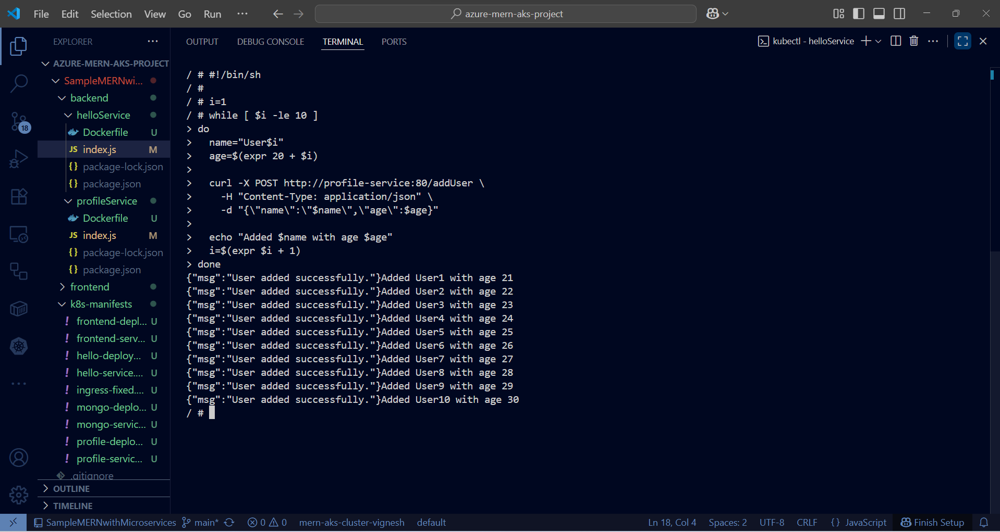 File Edit Selection View Go Run ··· azure-mern-aks-project
EXPLORER ···
AZURE-MERN-AKS-PROJECT
SampleMERNwi...
backend
helloService
Dockerfile U
JS index.js M
{} package-lock.json
{} package.json
profileService
Dockerfile U
JS index.js M
{} package-lock.json
{} package.json
frontend
k8s-manifests
! frontend-depl... U
! frontend-serv... U
! hello-deploy... U
! hello-service.... U
! ingress-fixed.... U
! mongo-deplo... U
! mongo-servic... U
! profile-deplo... U
! profile-servic... U
.gitignore
OUTLINE
TIMELINE
18
OUTPUT DEBUG CONSOLE TERMINAL PORTS
kubectl - helloService
/ # #!/bin/sh
/ #
/ # i=1
/ # while [ $i -le 10 ]
> do
>   name="User$i"
>   age=$(expr 20 + $i)
>
>   curl -X POST http://profile-service:80/addUser \
>     -H "Content-Type: application/json" \
>     -d "{\"name\":\"$name\",\"age\":$age}"
>
>   echo "Added $name with age $age"
>   i=$(expr $i + 1)
> done
{"msg":"User added successfully."}Added User1 with age 21
{"msg":"User added successfully."}Added User2 with age 22
{"msg":"User added successfully."}Added User3 with age 23
{"msg":"User added successfully."}Added User4 with age 24
{"msg":"User added successfully."}Added User5 with age 25
{"msg":"User added successfully."}Added User6 with age 26
{"msg":"User added successfully."}Added User7 with age 27
{"msg":"User added successfully."}Added User8 with age 28
{"msg":"User added successfully."}Added User9 with age 29
{"msg":"User added successfully."}Added User10 with age 30
/ #
SampleMERNwithMicroservices main* 0 0 mern-aks-cluster-vignesh default Ln 18, Col 4 Spaces: 2 UTF-8 CRLF {} JavaScript Finish Setup